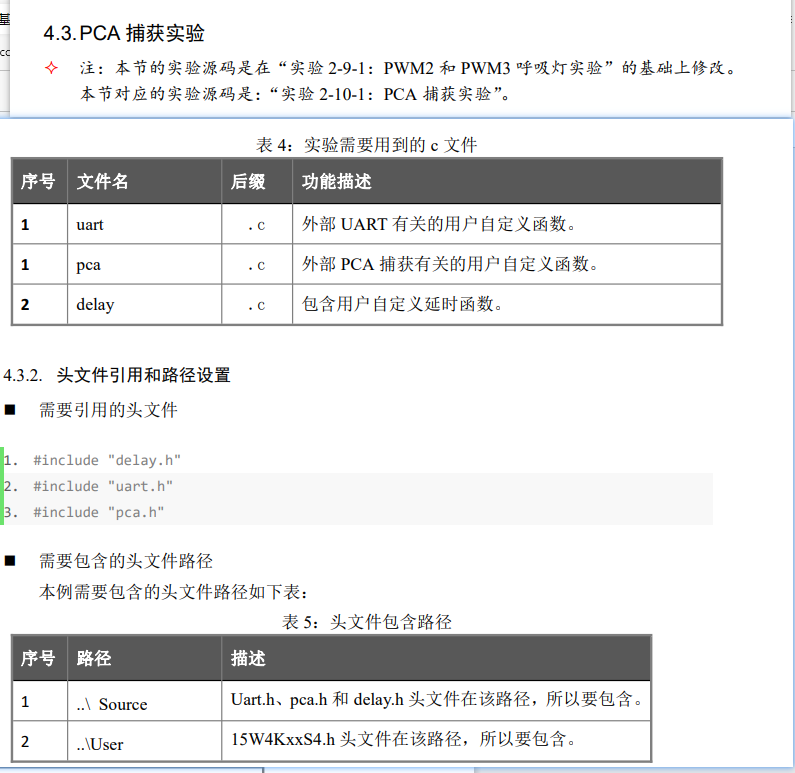 基
cc
4.3.PCA 捕获实验
✧ 注：本节的实验源码是在“实验 2-9-1：PWM2 和 PWM3 呼吸灯实验”的基础上修改。
本节对应的实验源码是：“实验 2-10-1：PCA 捕获实验”。
表 4：实验需要用到的 c 文件
序号 文件名 后缀 功能描述
1 uart .c 外部 UART 有关的用户自定义函数。
1 pca .c 外部 PCA 捕获有关的用户自定义函数。
2 delay .c 包含用户自定义延时函数。
4.3.2. 头文件引用和路径设置
■ 需要引用的头文件
1. #include "delay.h"
2. #include "uart.h"
3. #include "pca.h"
■ 需要包含的头文件路径
本例需要包含的头文件路径如下表：
表 5：头文件包含路径
序号 路径 描述
1 ..\ Source Uart.h、pca.h 和 delay.h 头文件在该路径，所以要包含。
2 ..\User 15W4KxxS4.h 头文件在该路径，所以要包含。